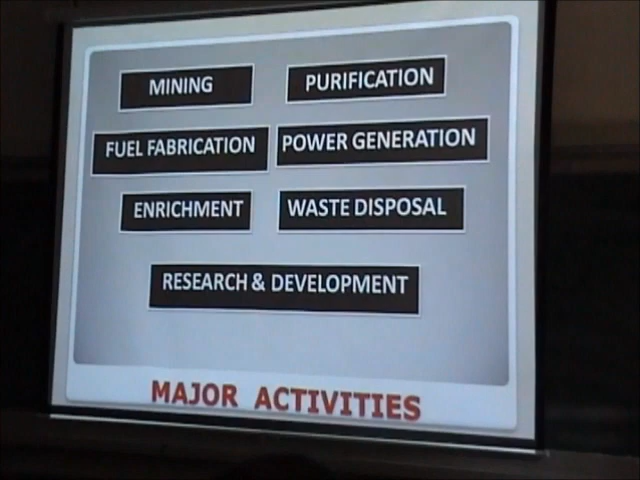 MINING
PURIFICATION
FUEL FABRICATION
POWER GENERATION
ENRICHMENT
WASTE DISPOSAL
RESEARCH & DEVELOPMENT
MAJOR ACTIVITIES